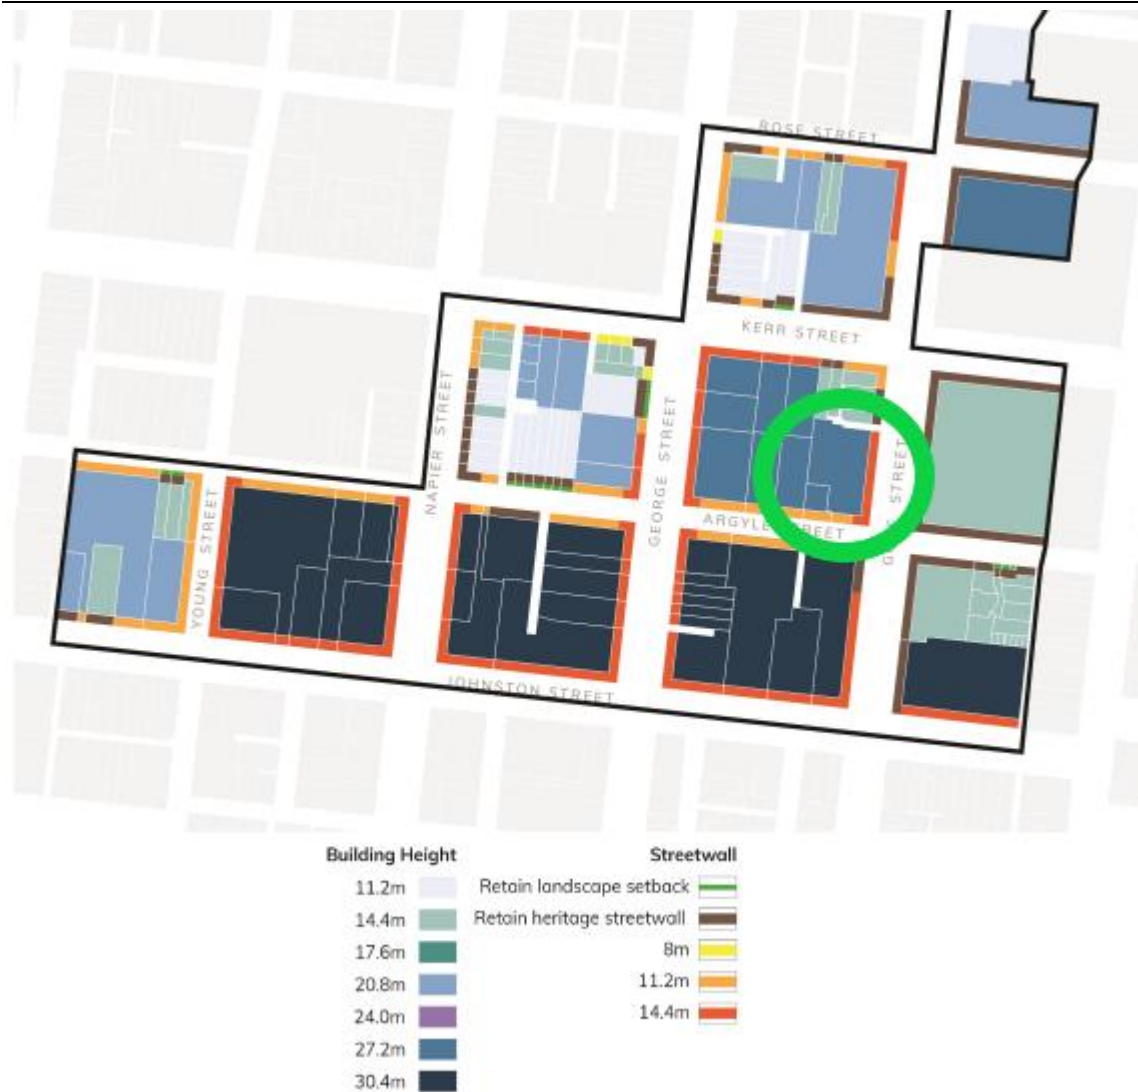 ROSE STREET
KERR STREET
NAPIER STREET
GEORGE STREET
STREET
ARGYLE STREET
YOUNG STREET
JOHNSTON STREET
Building Height
11.2m
14.4m
17.6m
20.8m
24.0m
27.2m
30.4m
Streetwall
Retain landscape setback
Retain heritage streetwall
8m
11.2m
14.4m